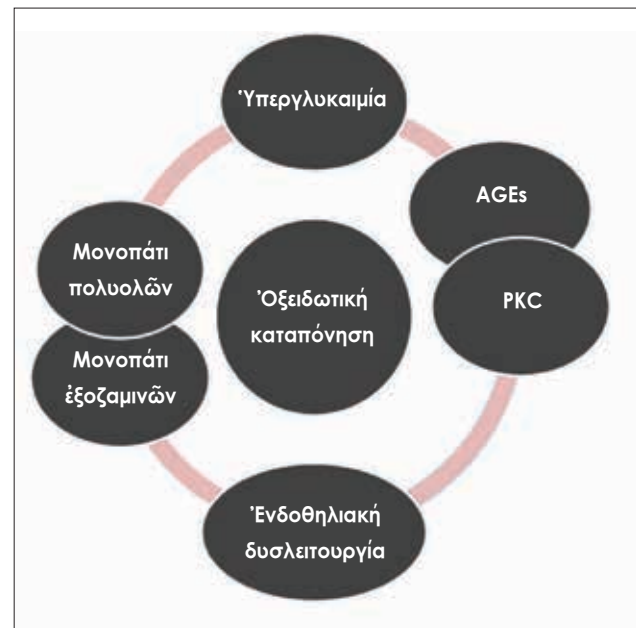 Ὑπεργλυκαιμία
AGEs
PKC
Μονοπάτι
πολυολῶν
Μονοπάτι
ἑξοζαμινῶν
Ὀξειδωτική
καταπόνηση
Ἐνδοθηλιακή
δυσλειτουργία